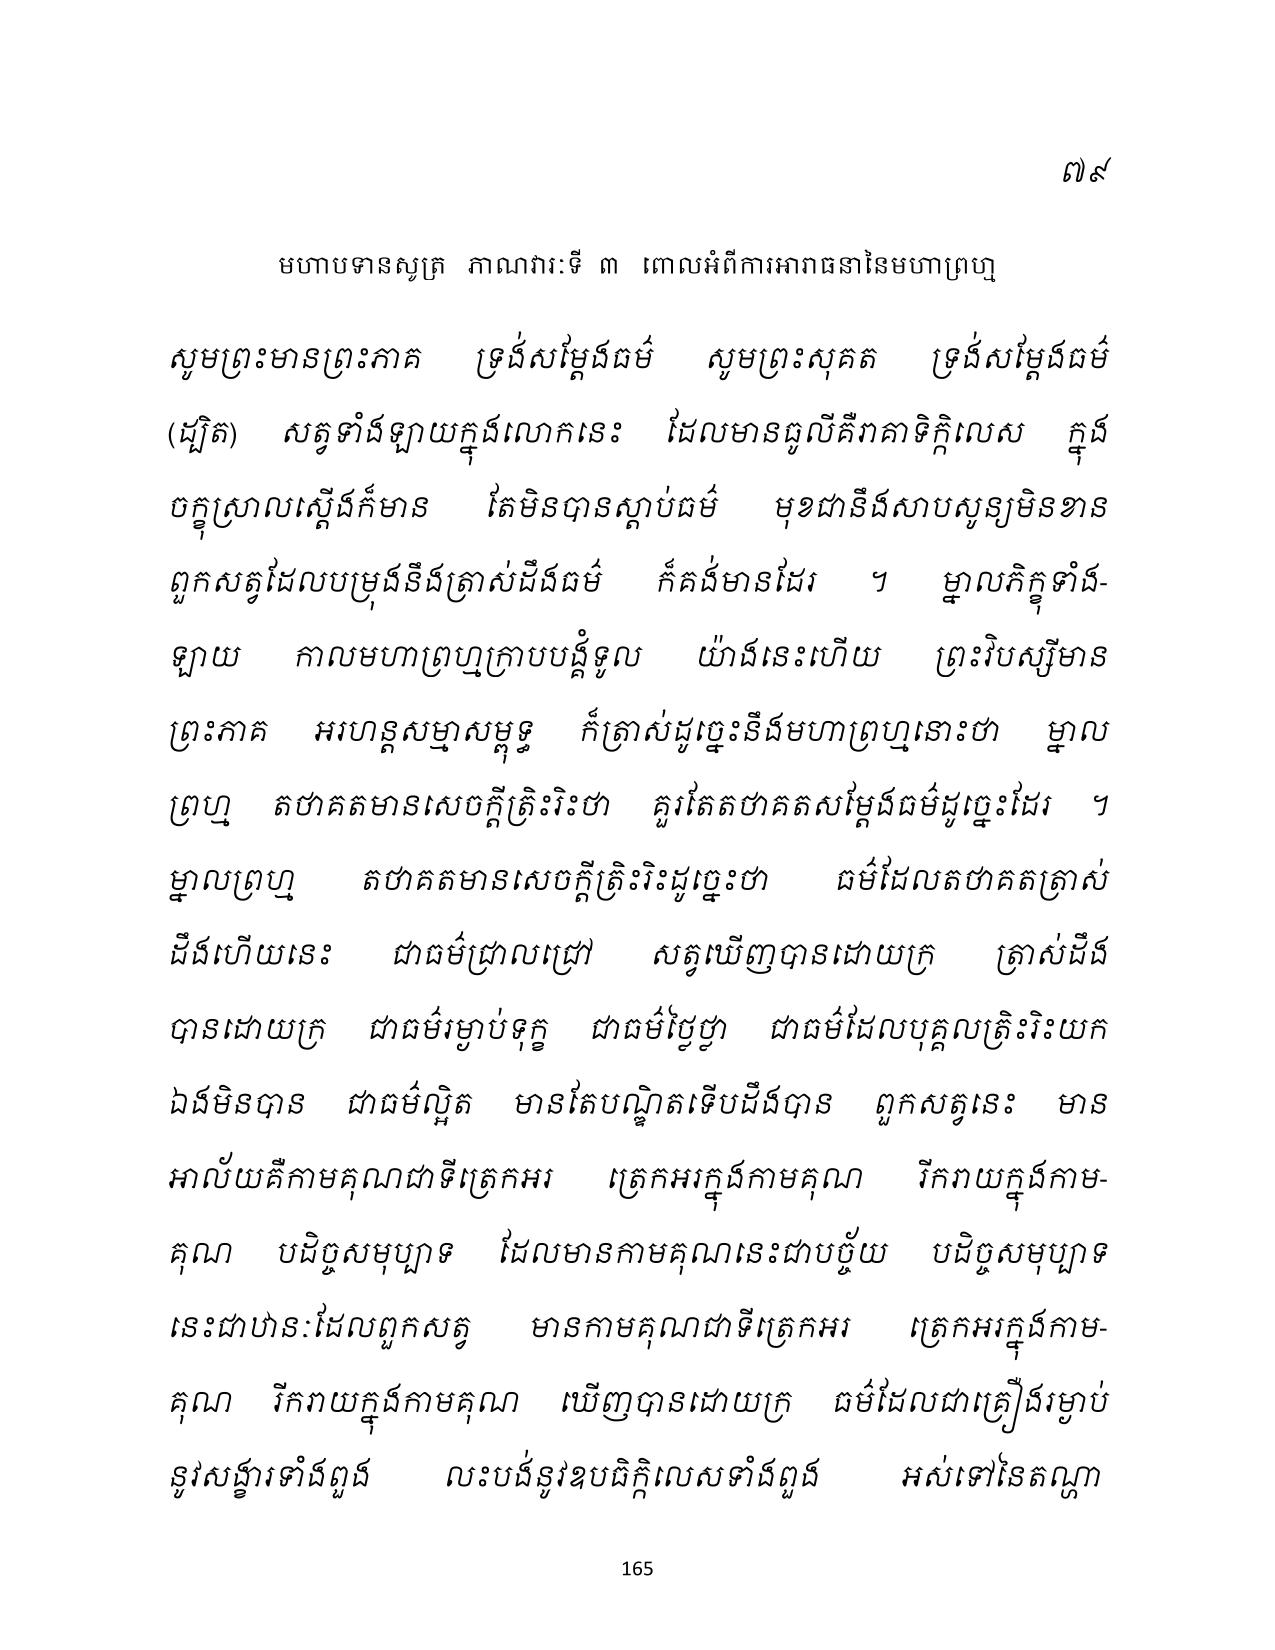 ៧៩
មហាបទានសូត្រ ភាណវារៈទី ៣ ពោលអំពីការអារាធនានៃមហាព្រហ្ម
សូមព្រះមានព្រះភាគ ទ្រង់សម្ដែងធម៌ សូមព្រះសុគត ទ្រង់សម្ដែងធម៌
(ដ្បិត) សត្វទាំងឡាយក្នុងលោកនេះ ដែលមានធូលីគឺរាគាទិក្កិលេស ក្នុង
ចក្ខុស្រាលស្ដើងក៏មាន តែមិនបានស្ដាប់ធម៌ មុខជានឹងសាបសូន្យមិនខាន
ពួកសត្វដែលបម្រុងនឹងត្រាស់ដឹងធម៌ ក៏គង់មានដែរ ។ ម្នាលភិក្ខុទាំង-
ឡាយ កាលមហាព្រហ្មក្រាបបង្គំទូល យ៉ាងនេះហើយ ព្រះវិបស្សីមាន
ព្រះភាគ អរហន្តសម្មាសម្ពុទ្ធ ក៏ត្រាស់ដូច្នេះនឹងមហាព្រហ្មនោះថា ម្នាល
ព្រហ្ម តថាគតមានសេចក្ដីត្រិះរិះថា គួរតែតថាគតសម្ដែងធម៌ដូច្នេះដែរ ។
ម្នាលព្រហ្ម តថាគតមានសេចក្ដីត្រិះរិះដូច្នេះថា ធម៌ដែលតថាគតត្រាស់
ដឹងហើយនេះ ជាធម៌ជ្រាលជ្រៅ សត្វឃើញបានដោយក្រ ត្រាស់ដឹង
បានដោយក្រ ជាធម៌រម្ងាប់ទុក្ខ ជាធម៌ថ្លៃថ្លា ជាធម៌ដែលបុគ្គលត្រិះរិះយក
ឯងមិនបាន ជាធម៌ល្អិត មានតែបណ្ឌិតទើបដឹងបាន ពួកសត្វនេះ មាន
អាល័យគឺកាមគុណជាទីត្រេកអរ ត្រេកអរក្នុងកាមគុណ រីករាយក្នុងកាម-
គុណ បដិច្ចសមុប្បាទ ដែលមានកាមគុណនេះជាបច្ច័យ បដិច្ចសមុប្បាទ
នេះជាឋានៈដែលពួកសត្វ មានកាមគុណជាទីត្រេកអរ ត្រេកអរក្នុងកាម-
គុណ រីករាយក្នុងកាមគុណ ឃើញបានដោយក្រ ធម៌ដែលជាគ្រឿងរម្ងាប់
នូវសង្ខារទាំងពួង លះបង់នូវឧបធិក្កិលេសទាំងពួង អស់ទៅនៃតណ្ហា
165